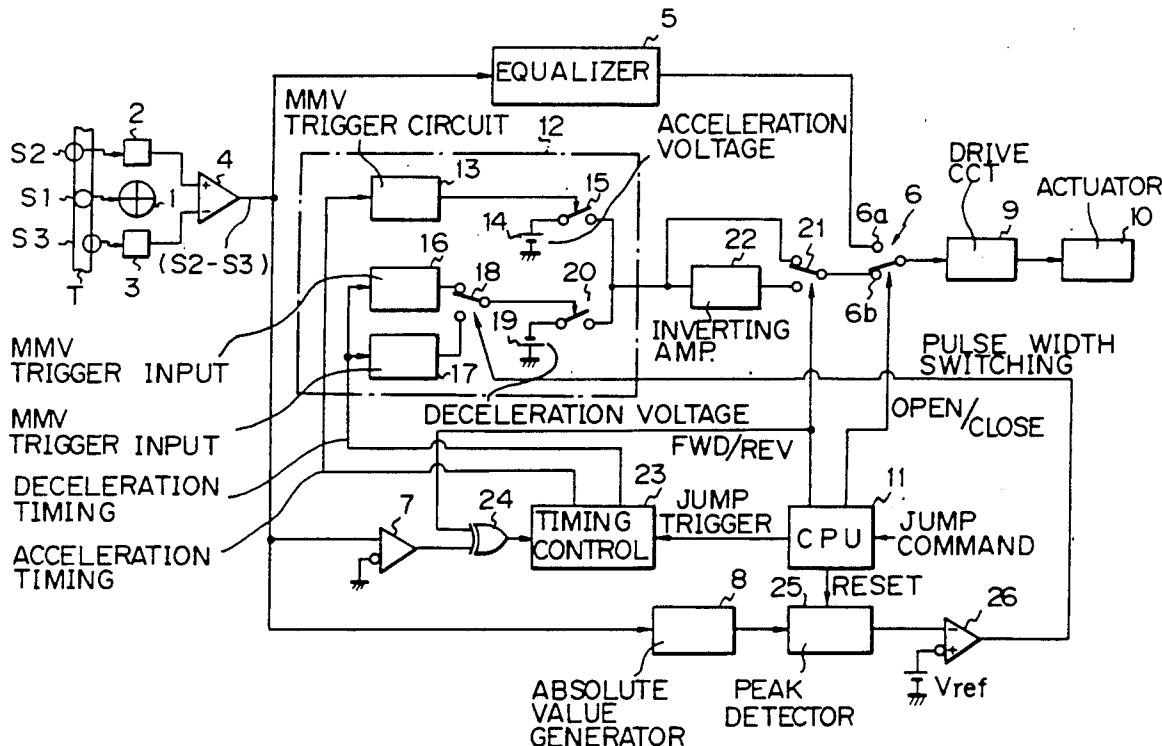 5
EQUALIZER
MMV
TRIGGER CIRCUIT
12
ACCELERATION
VOLTAGE
2
S2
4
+
-
S1
1
S3
3
T
(S2-S3)
13
15
14
16
18
20
19
17
22
INVERTING
AMP.
21
6a
6
6b
DRIVE
CCT
9
ACTUATOR
10
MMV
TRIGGER INPUT
MMV
TRIGGER INPUT
DECELERATION
TIMING
ACCELERATION
TIMING
DECELERATION VOLTAGE
PULSE WIDTH
SWITCHING
FWD/REV
OPEN/CLOSE
7
24
23
TIMING
CONTROL
JUMP
TRIGGER
11
CPU
JUMP
COMMAND
RESET
8
25
26
-
+
Vref
ABSOLUTE
VALUE
GENERATOR
PEAK
DETECTOR